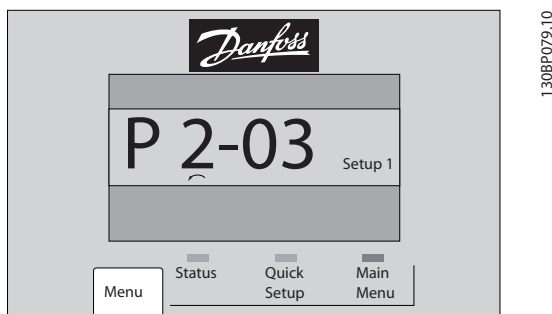 Danfoss
130BP079.10
P 2-03 Setup 1
Menu
Status
Quick Setup
Main Menu